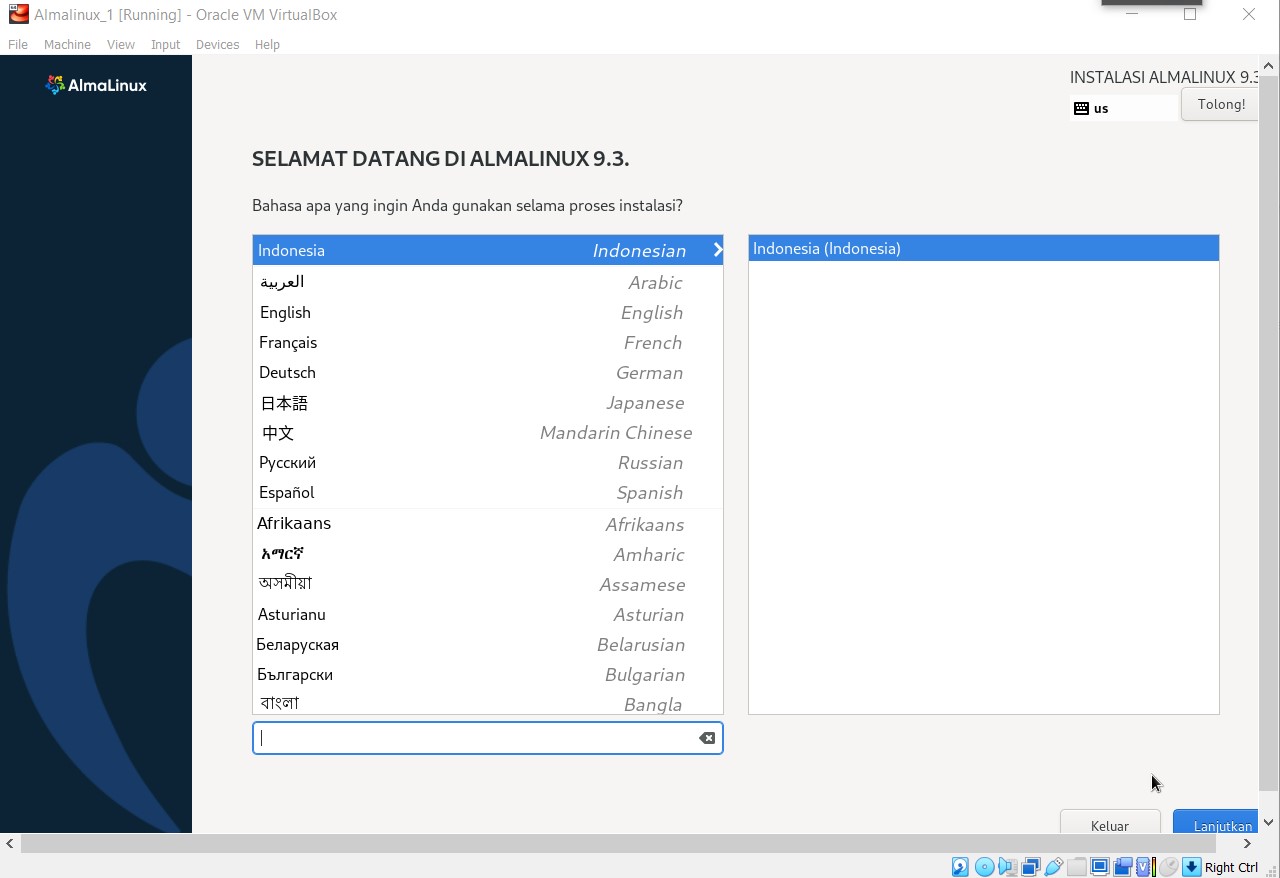 Almalinux_1 [Running] - Oracle VM VirtualBox
File Machine View Input Devices Help
AlmaLinux
INSTALASI ALMALINUX 9.3
us
Tolong!
SELAMAT DATANG DI ALMALINUX 9.3.
Bahasa apa yang ingin Anda gunakan selama proses instalasi?
Indonesia Indonesian
Indonesia (Indonesia)
العربية Arabic
English English
Français French
Deutsch German
日本語 Japanese
中文 Mandarin Chinese
Русский Russian
Español Spanish
Afrikaans Afrikaans
አማርኛ Amharic
অসমীয়া Assamese
Asturianu Asturian
Беларуская Belarusian
Български Bulgarian
বাংলা Bangla
Keluar Lanjutkan
Right Ctrl